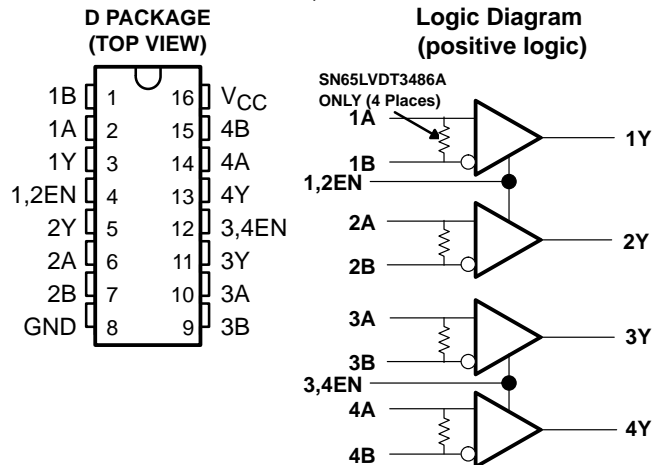 D PACKAGE
(TOP VIEW)
1B 1 16 VCC
1A 2 15 4B
1Y 3 14 4A
1,2EN 4 13 4Y
2Y 5 12 3,4EN
2A 6 11 3Y
2B 7 10 3A
GND 8 9 3B
Logic Diagram
(positive logic)
SN65LVDT3486A
ONLY (4 Places)
1A
1Y
1B
1,2EN
2A
2Y
2B
3A
3Y
3B
3,4EN
4A
4Y
4B